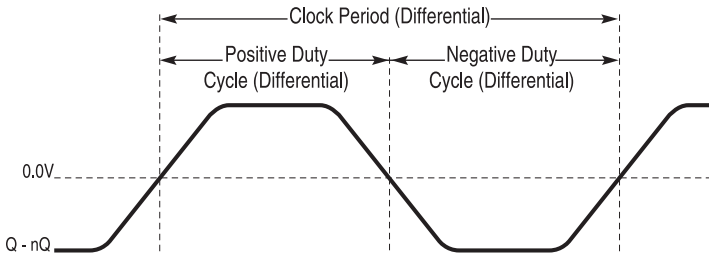 Clock Period (Differential)
Positive Duty
Cycle (Differential)
Negative Duty
Cycle (Differential)
0.0V
Q - nQ